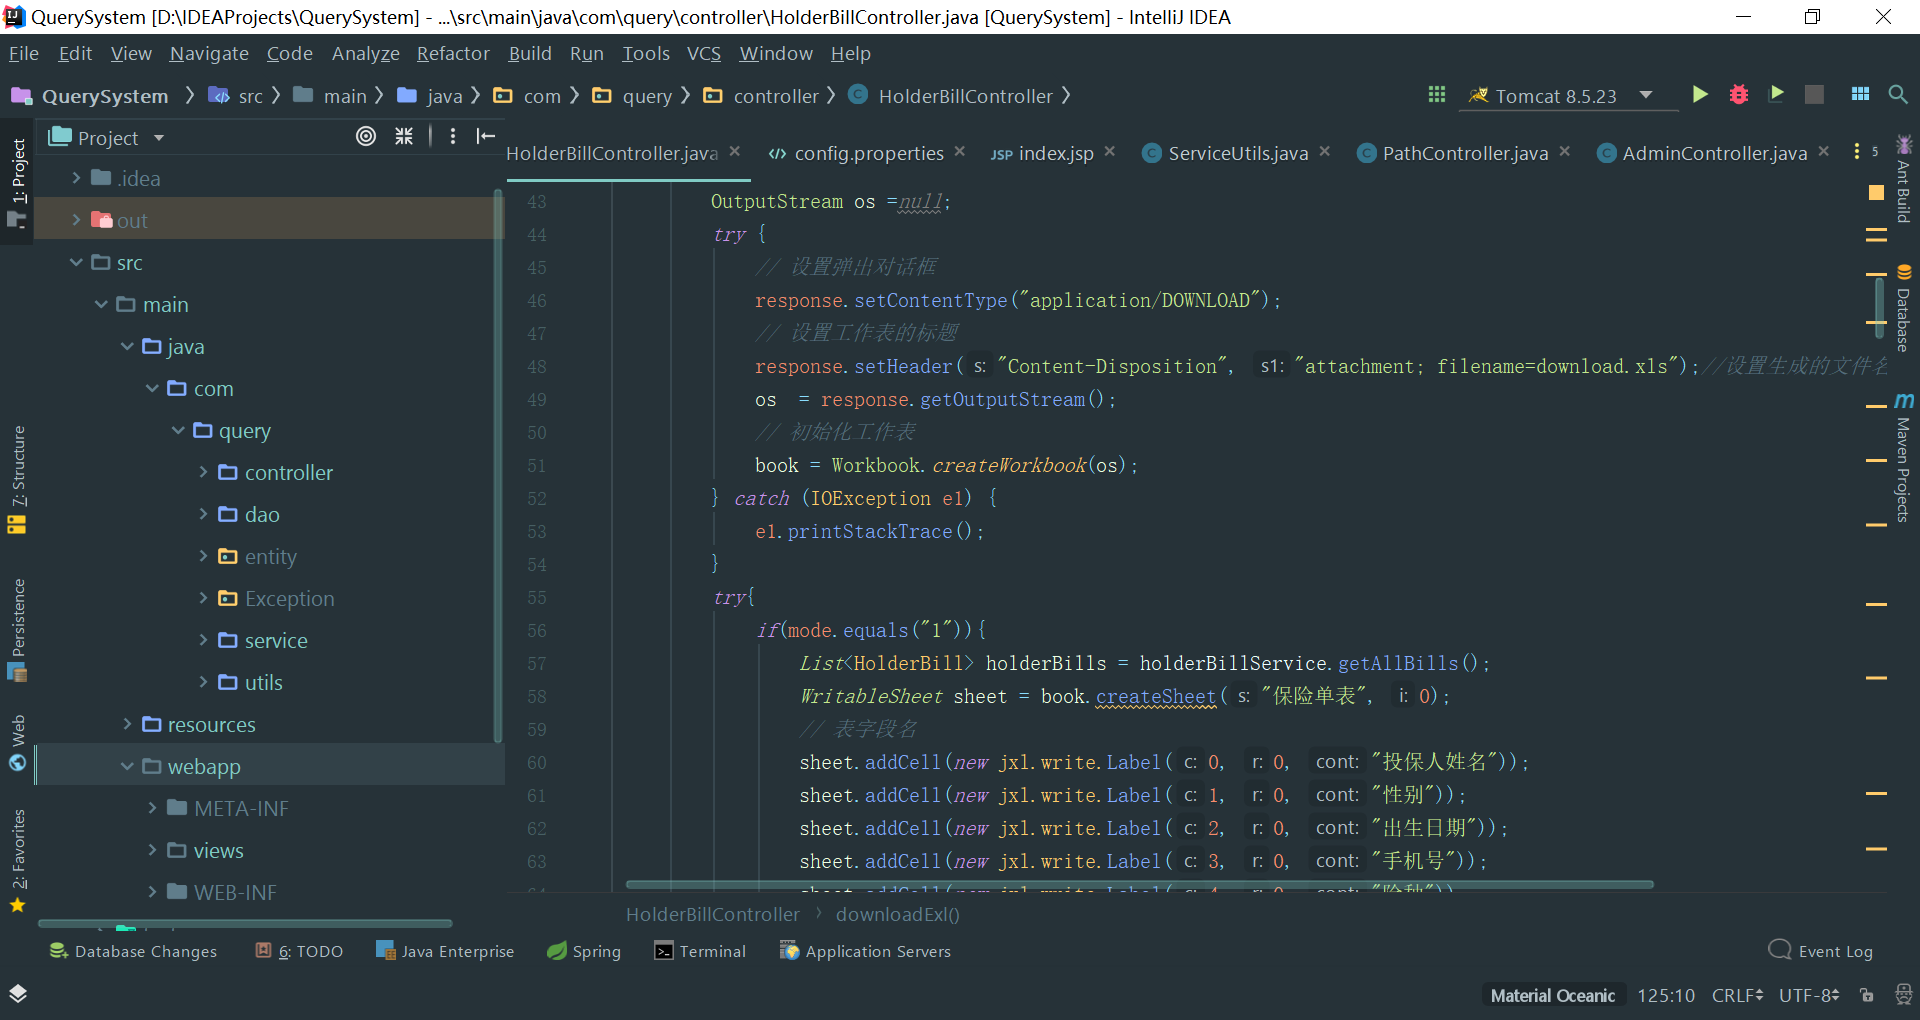 QuerySystem [D:\IDEAProjects\QuerySystem] - ...\src\main\java\com\query\controller\HolderBillController.java [QuerySystem] - IntelliJ IDEA
File Edit View Navigate Code Analyze Refactor Build Run Tools VCS Window Help
QuerySystem src main java com query controller HolderBillController Tomcat 8.5.23
Project
HolderBillController.java config.properties JSP index.jsp ServiceUtils.java PathController.java AdminController.java 5
1: Project
7: Structure
Persistence
Web
2: Favorites
.idea
out
src
main
java
com
query
controller
dao
entity
Exception
service
utils
resources
webapp
META-INF
views
WEB-INF
43 OutputStream os =null;
44 try {
45 // 设置弹出对话框
46 response.setContentType("application/DOWNLOAD");
47 // 设置工作表的标题
48 response.setHeader( s: "Content-Disposition", s1: "attachment; filename=download.xls");//设置生成的文件名
49 os = response.getOutputStream();
50 // 初始化工作表
51 book = Workbook.createWorkbook(os);
52 } catch (IOException e1) {
53 e1.printStackTrace();
54 }
55 try{
56 if(mode.equals("1")){
57 List<HolderBill> holderBills = holderBillService.getAllBills();
58 WritableSheet sheet = book.createSheet( s: "保险单表", i: 0);
59 // 表字段名
60 sheet.addCell(new jxl.write.Label( c: 0, r: 0, cont: "投保人姓名"));
61 sheet.addCell(new jxl.write.Label( c: 1, r: 0, cont: "性别"));
62 sheet.addCell(new jxl.write.Label( c: 2, r: 0, cont: "出生日期"));
63 sheet.addCell(new jxl.write.Label( c: 3, r: 0, cont: "手机号"));
HolderBillController downloadExl()
Ant Build
Database
Maven Projects
Database Changes 6: TODO Java Enterprise Spring Terminal Application Servers Event Log
Material Oceanic 125:10 CRLF UTF-8